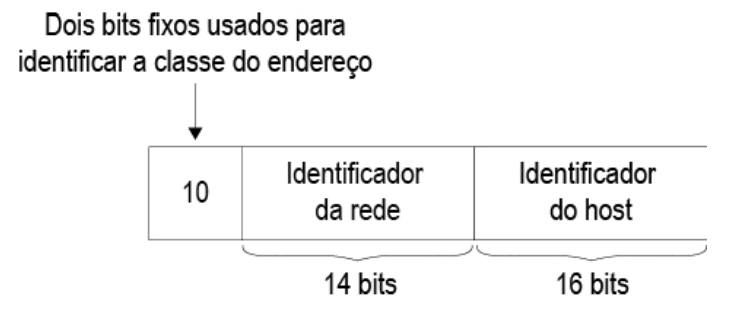 Dois bits fixos usados para
identificar a classe do endereço
10
Identificador
da rede
Identificador
do host
14 bits
16 bits